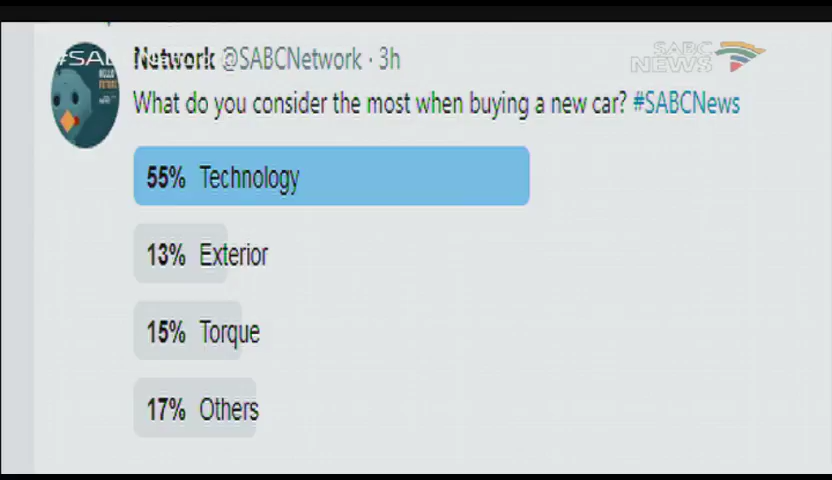 #SA
Network @SABCNetwork · 3h
SABC
NEWS
What do you consider the most when buying a new car? #SABCNews
55% Technology
13% Exterior
15% Torque
17% Others